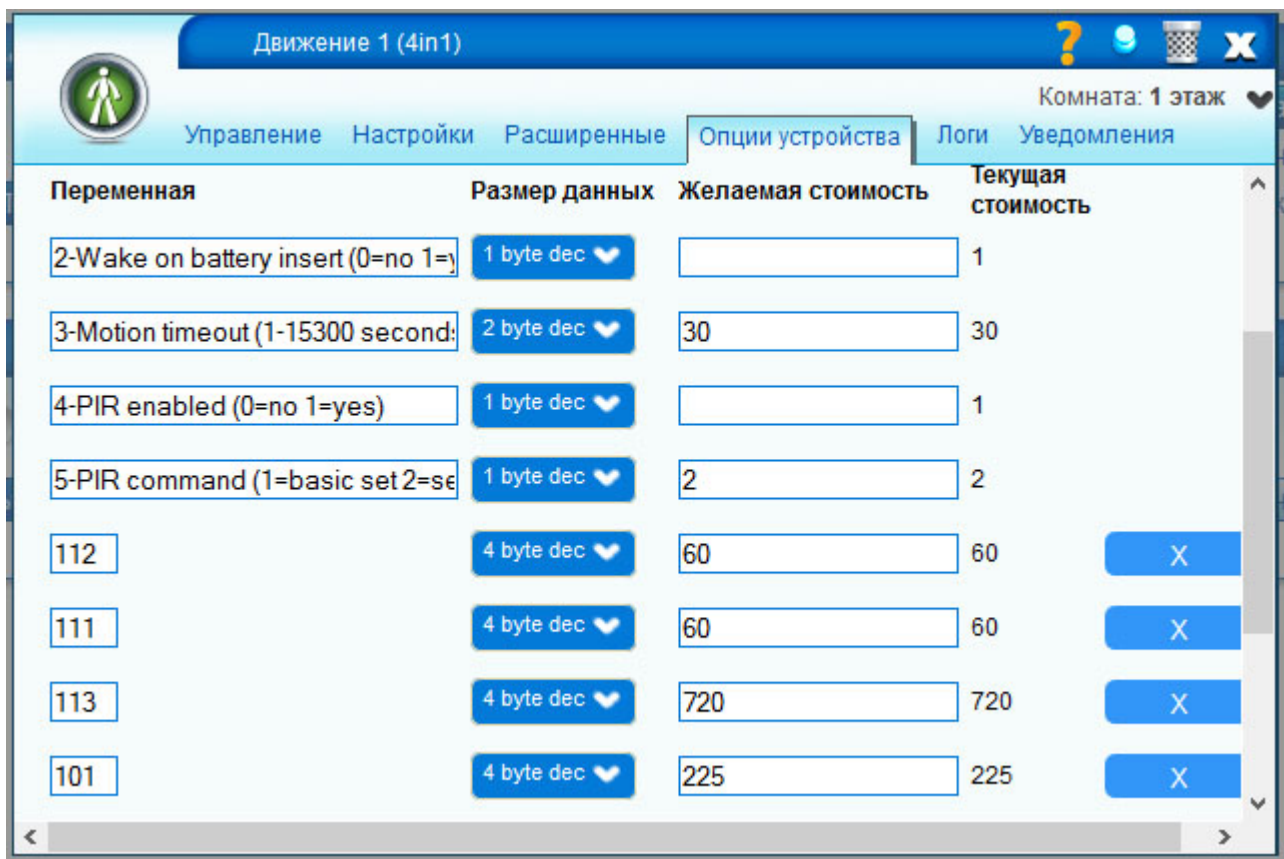 Движение 1 (4in1)
Комната: 1 этаж
Управление Настройки Расширенные Опции устройства Логи Уведомления
Переменная Размер данных Желаемая стоимость Текущая
стоимость
2-Wake on battery insert (0=no 1=y 1 byte dec 1
3-Motion timeout (1-15300 second: 2 byte dec 30 30
4-PIR enabled (0=no 1=yes) 1 byte dec 1
5-PIR command (1=basic set 2=se 1 byte dec 2 2
112 4 byte dec 60 60 X
111 4 byte dec 60 60 X
113 4 byte dec 720 720 X
101 4 byte dec 225 225 X